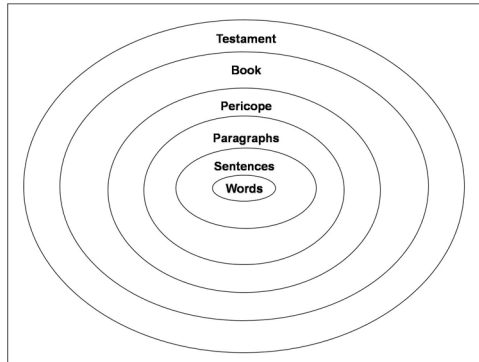 Testament
Book
Pericope
Paragraphs
Sentences
Words